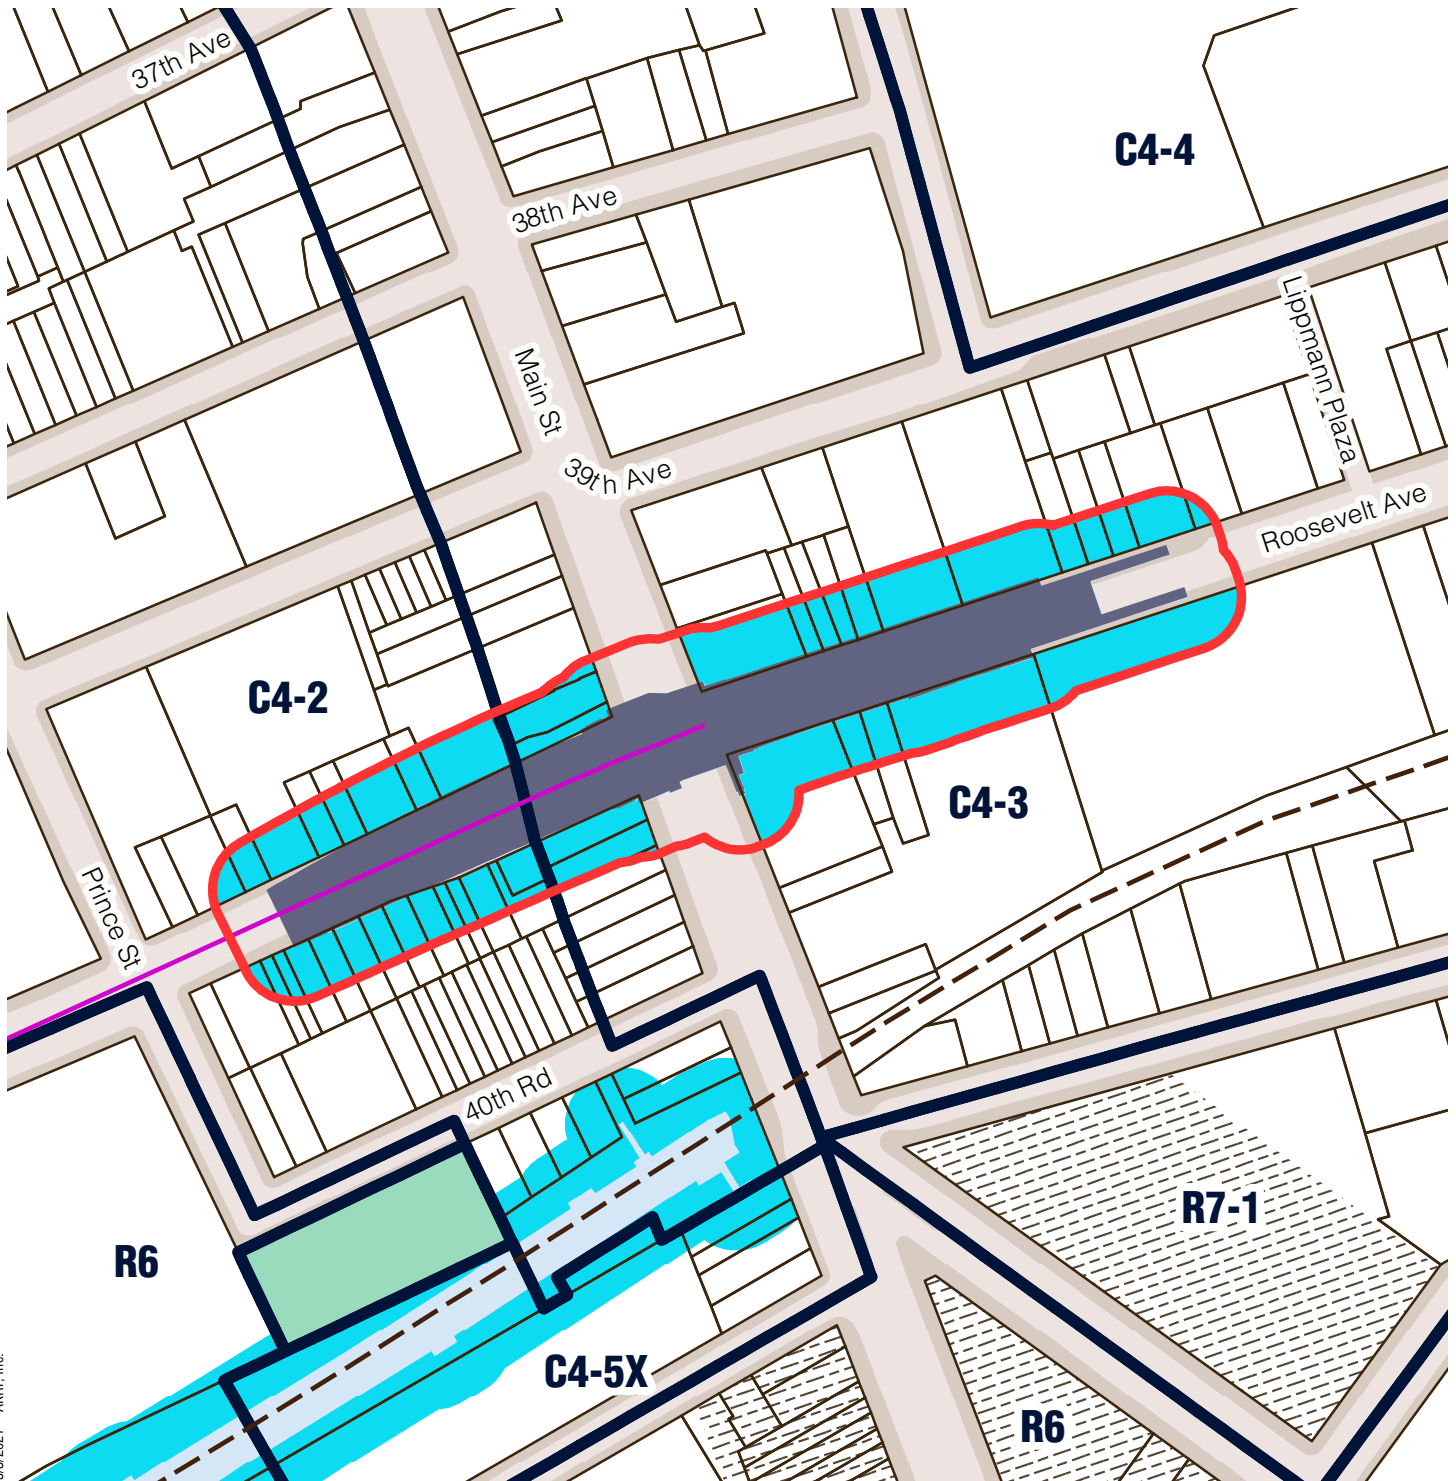 37th Ave
C4-4
38th Ave
Lippmann Plaza
Main St
39th Ave
Roosevelt Ave
C4-2
C4-3
Prince St
40th Rd
R7-1
R6
C4-5X
R6